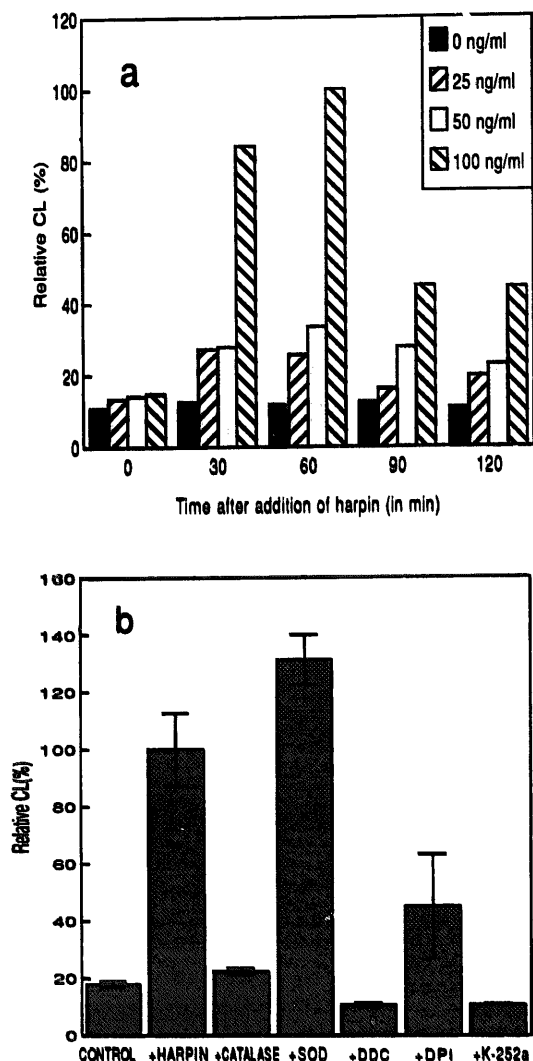 a
120
100
80
60
40
20
0
Relative CL (%)
0 ng/ml
25 ng/ml
50 ng/ml
100 ng/ml
0 30 60 90 120
Time after addition of harpin (in min)
b
160
140
120
100
80
60
40
20
0
Relative CL(%)
CONTROL +HARPIN +CATALASE +SOD +DDC +DPI +K-252a